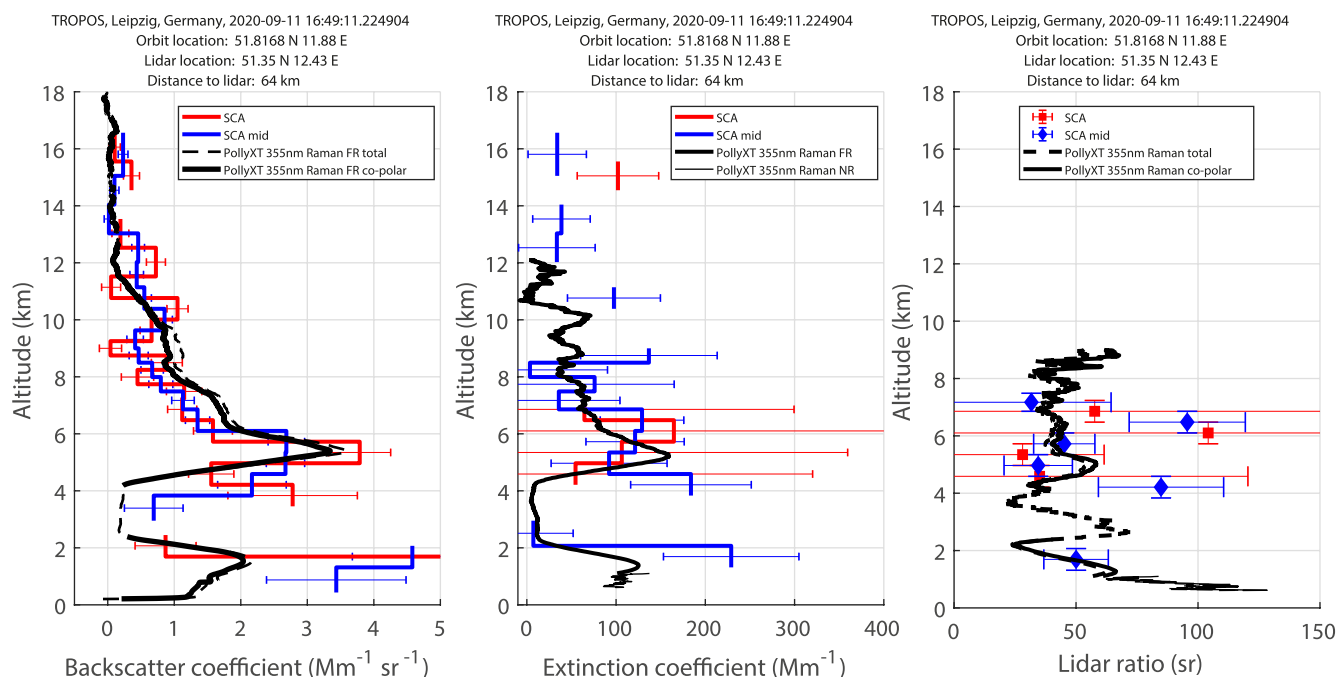 TROPOS, Leipzig, Germany, 2020-09-11 16:49:11.224904
Orbit location: 51.8168 N 11.88 E
Lidar location: 51.35 N 12.43 E
Distance to lidar: 64 km
18
16
14
12
10
8
6
4
2
0
Altitude (km)
SCA
SCA mid
PollyXT 355nm Raman FR total
PollyXT 355nm Raman FR co-polar
0
1
2
3
4
5
Backscatter coefficient (Mm⁻¹ sr⁻¹)
TROPOS, Leipzig, Germany, 2020-09-11 16:49:11.224904
Orbit location: 51.8168 N 11.88 E
Lidar location: 51.35 N 12.43 E
Distance to lidar: 64 km
18
16
14
12
10
8
6
4
2
0
Altitude (km)
SCA
SCA mid
PollyXT 355nm Raman FR
PollyXT 355nm Raman NR
0
100
200
300
400
Extinction coefficient (Mm⁻¹)
TROPOS, Leipzig, Germany, 2020-09-11 16:49:11.224904
Orbit location: 51.8168 N 11.88 E
Lidar location: 51.35 N 12.43 E
Distance to lidar: 64 km
18
16
14
12
10
8
6
4
2
0
Altitude (km)
SCA
SCA mid
PollyXT 355nm Raman total
PollyXT 355nm Raman co-polar
0
50
100
150
Lidar ratio (sr)